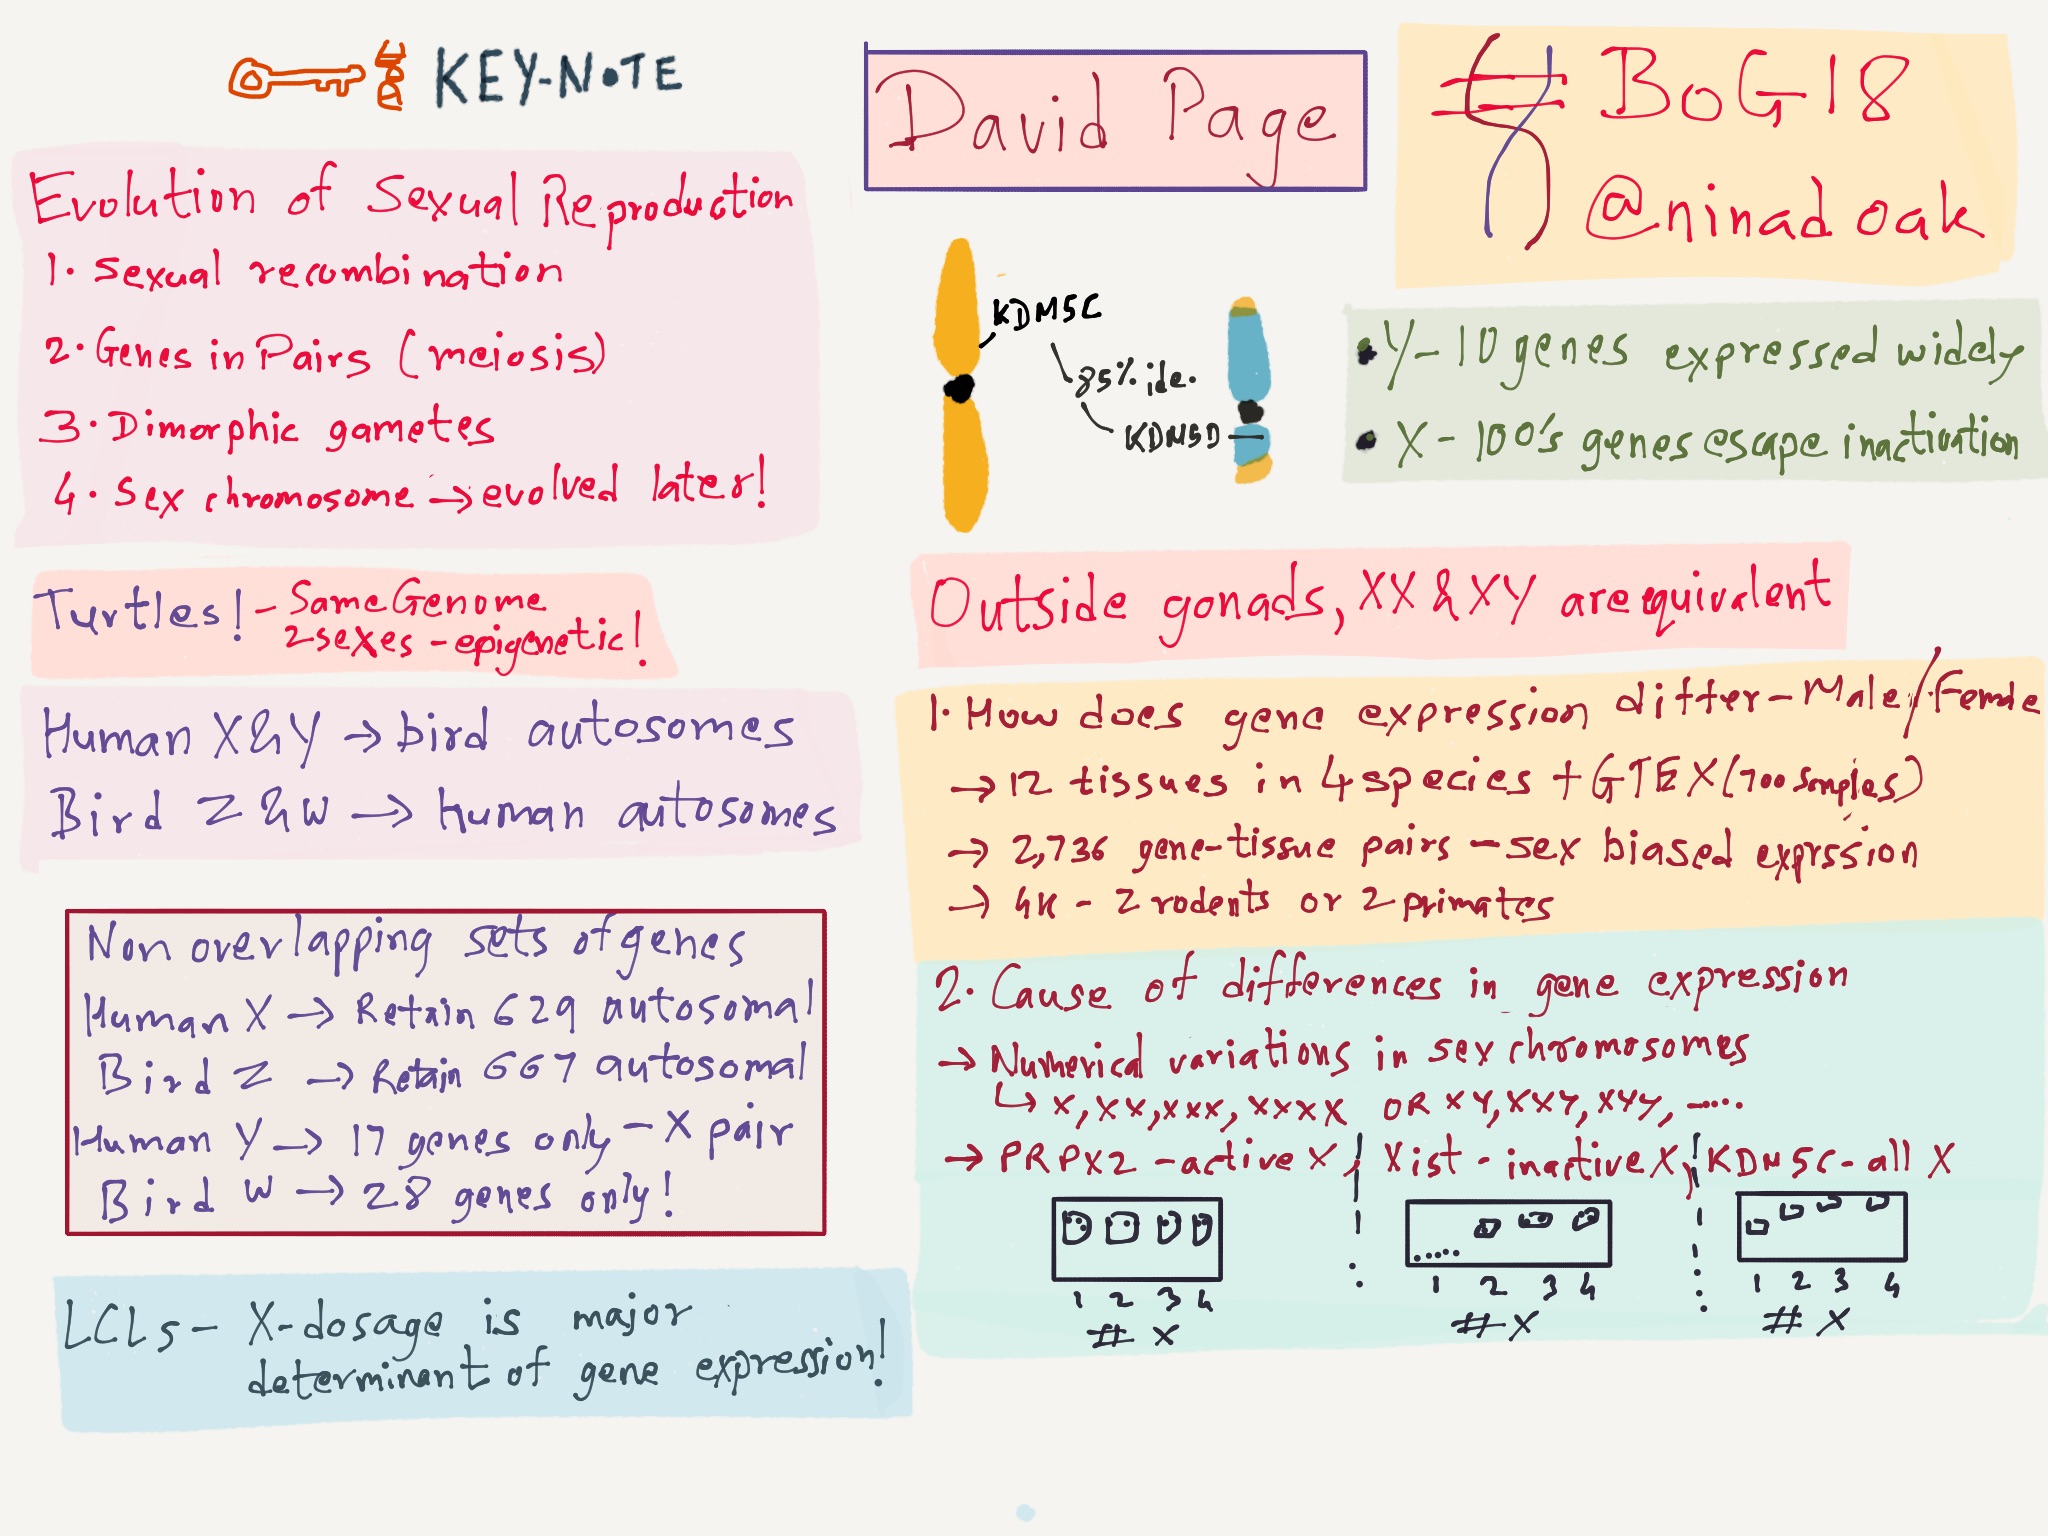 KEY-NOTE
David Page
# BoG18
@ninadoak
Evolution of Sexual Reproduction
1. Sexual recombination
2. Genes in Pairs (meiosis)
3. Dimorphic gametes
4. Sex chromosome → evolved later!
Turtles! - Same Genome
2 sexes - epigenetic!
Human X & Y → bird autosomes
Bird Z & W → human autosomes
Non overlapping sets of genes
Human X → Retain 629 autosomal
Bird Z → Retain 667 autosomal
Human Y → 17 genes only - X pair
Bird W → 28 genes only!
LCLs - X-dosage is major
determinant of gene expression!
KDM5C
85% ide.
KDM5D
• Y - 10 genes expressed widely
• X - 100's genes escape inactivation
Outside gonads, XX & XY are equivalent
1. How does gene expression differ - Male/Female
→ 12 tissues in 4 species + GTEX (700 samples)
→ 2,736 gene-tissue pairs - sex biased exprssion
→ 4K - 2 rodents or 2 primates
2. Cause of differences in gene expression
→ Numerical variations in sex chromosomes
↳ X, XX, XXX, XXXX OR XY, XXY, XYY, .....
→ PRPX2 - active X, Xist - inactive X, KDM5C - all X
1 2 3 4
# X
1 2 3 4
# X
1 2 3 4
# X